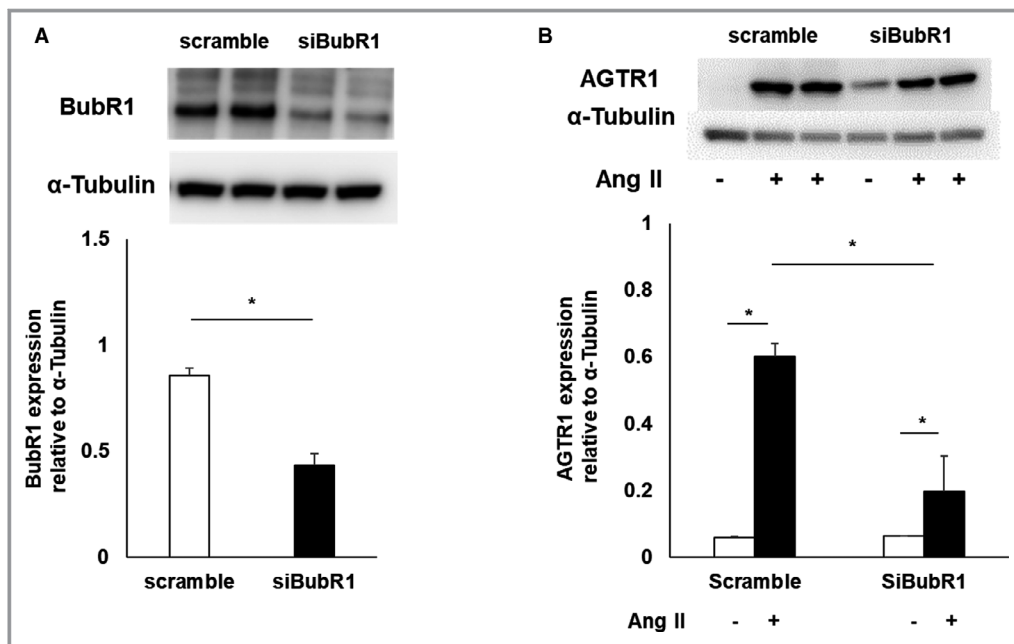 A
scramble siBubR1
BubR1
α-Tubulin
BubR1 expression
relative to α-Tubulin
1.5
1
0.5
0
*
scramble siBubR1
B
scramble siBubR1
AGTR1
α-Tubulin
Ang II - + + - + +
AGTR1 expression
relative to α-Tubulin
1
0.8
0.6
0.4
0.2
0
*
*
*
Scramble SiBubR1
Ang II - + - +